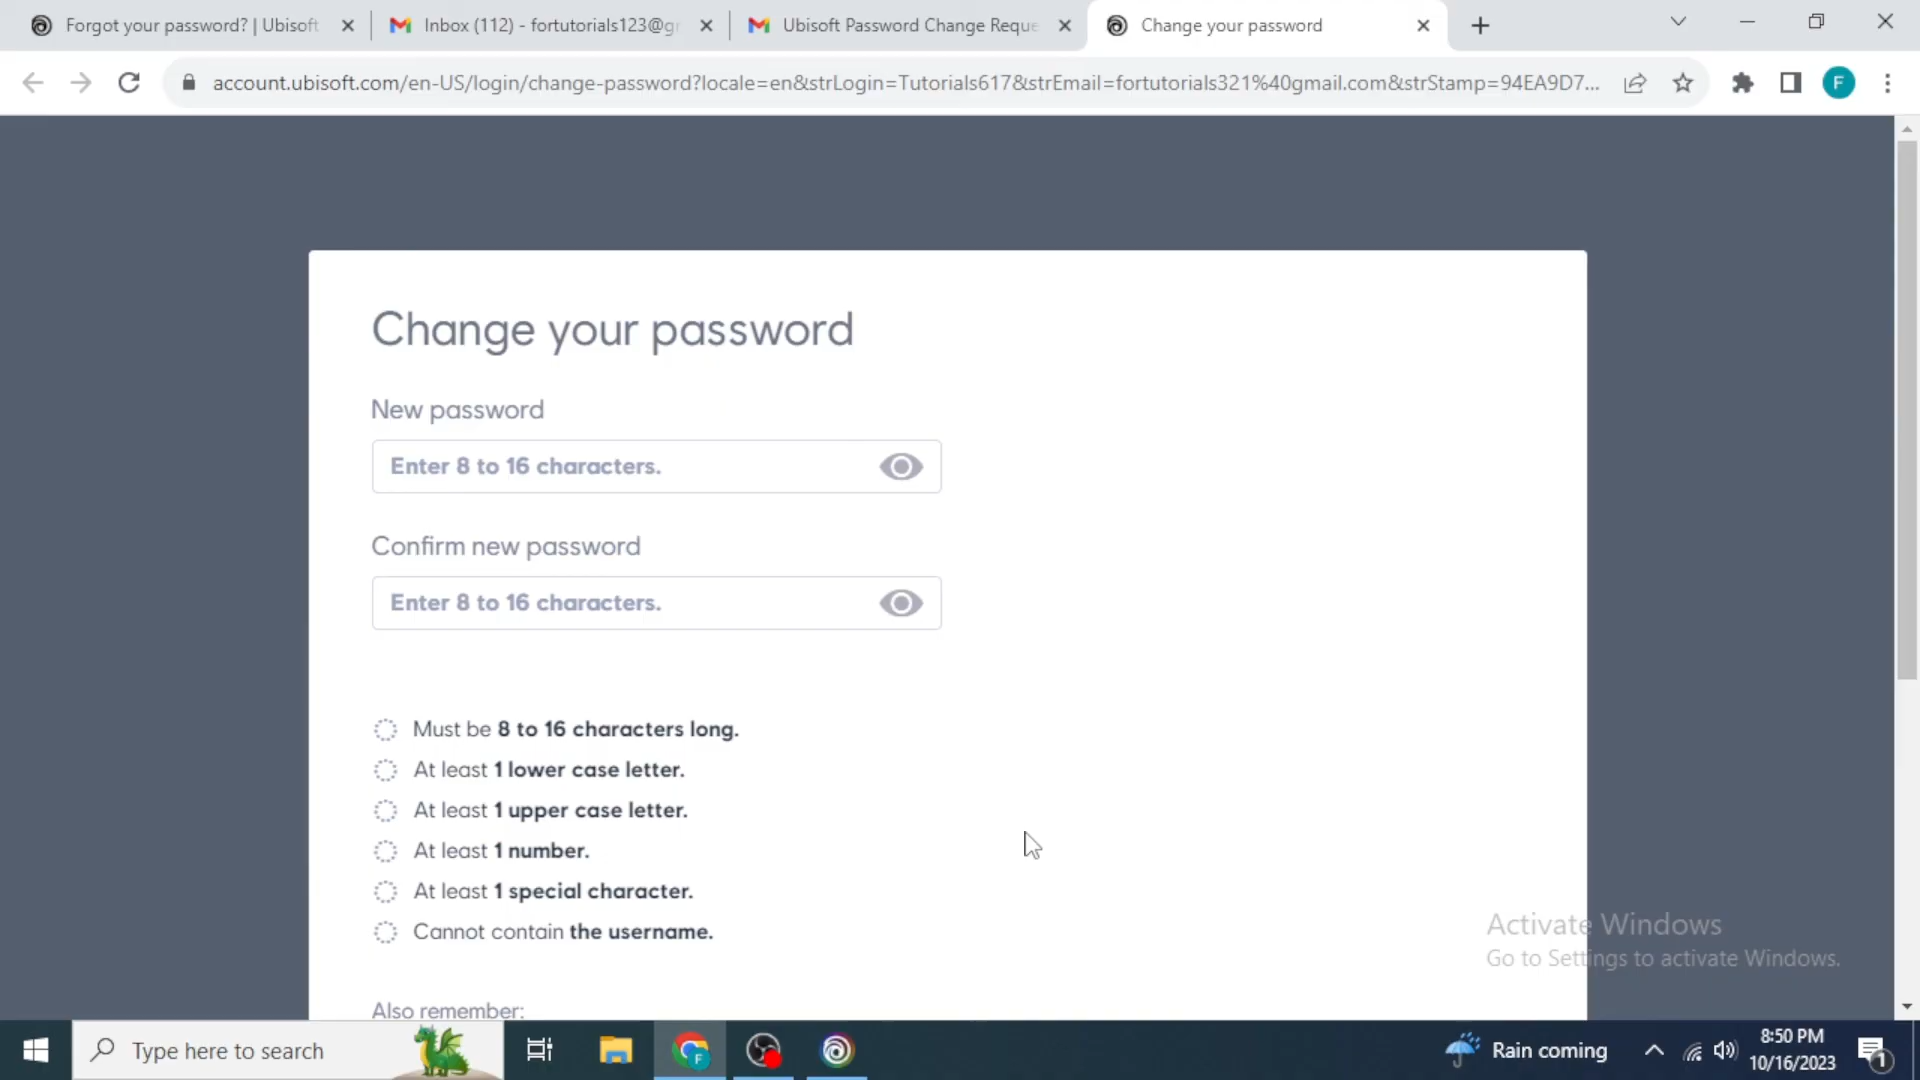 Forgot your password? | Ubisoft
Inbox (112) - fortutorials123@gr
Ubisoft Password Change Reque
Change your password
account.ubisoft.com/en-US/login/change-password?locale=en&strLogin=Tutorials617&strEmail=fortutorials321%40gmail.com&strStamp=94EA9D7...
F
Change your password
New password
Enter 8 to 16 characters.
Confirm new password
Enter 8 to 16 characters.
Must be 8 to 16 characters long.
At least 1 lower case letter.
At least 1 upper case letter.
At least 1 number.
At least 1 special character.
Cannot contain the username.
Also remember:
Activate Windows
Go to Settings to activate Windows.
Type here to search
F
Rain coming
8:50 PM
10/16/2023
1